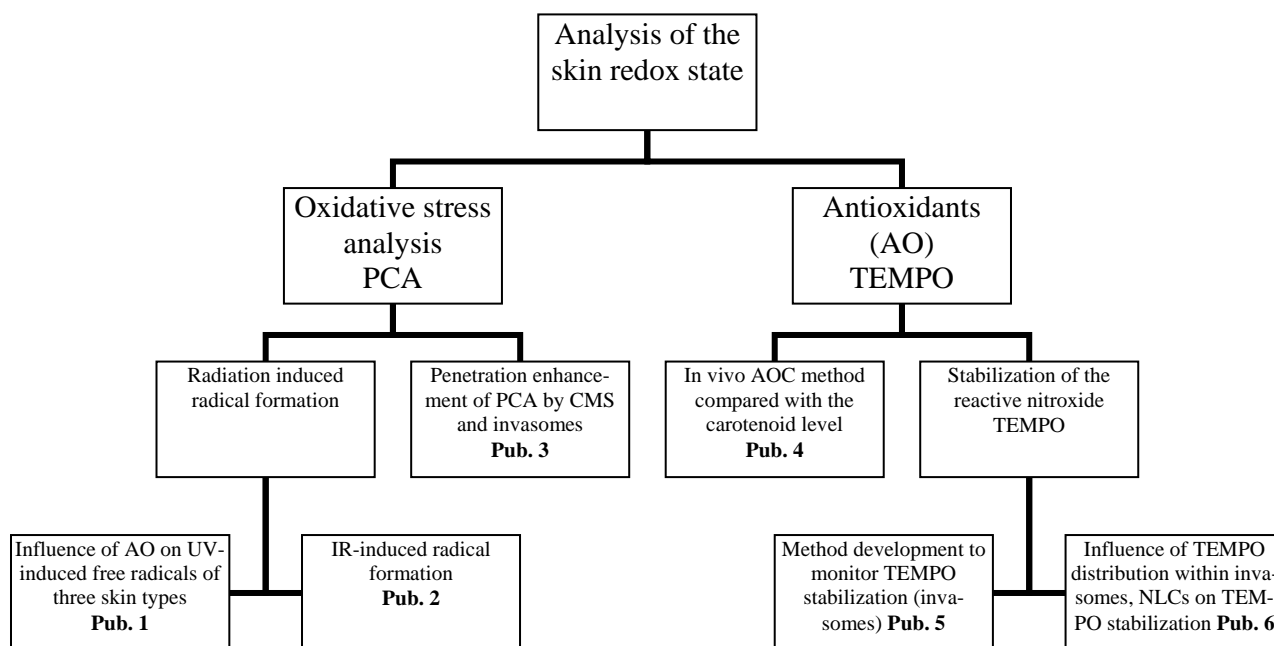 Analysis of the
skin redox state
Oxidative stress
analysis
PCA
Antioxidants
(AO)
TEMPO
Radiation induced
radical formation
Penetration enhance-
ment of PCA by CMS
and invasomes
Pub. 3
In vivo AOC method
compared with the
carotenoid level
Pub. 4
Stabilization of the
reactive nitroxide
TEMPO
Influence of AO on UV-
induced free radicals of
three skin types
Pub. 1
IR-induced radical
formation
Pub. 2
Method development to
monitor TEMPO
stabilization (inva-
somes) Pub. 5
Influence of TEMPO
distribution within inva-
somes, NLCs on TEM-
PO stabilization Pub. 6